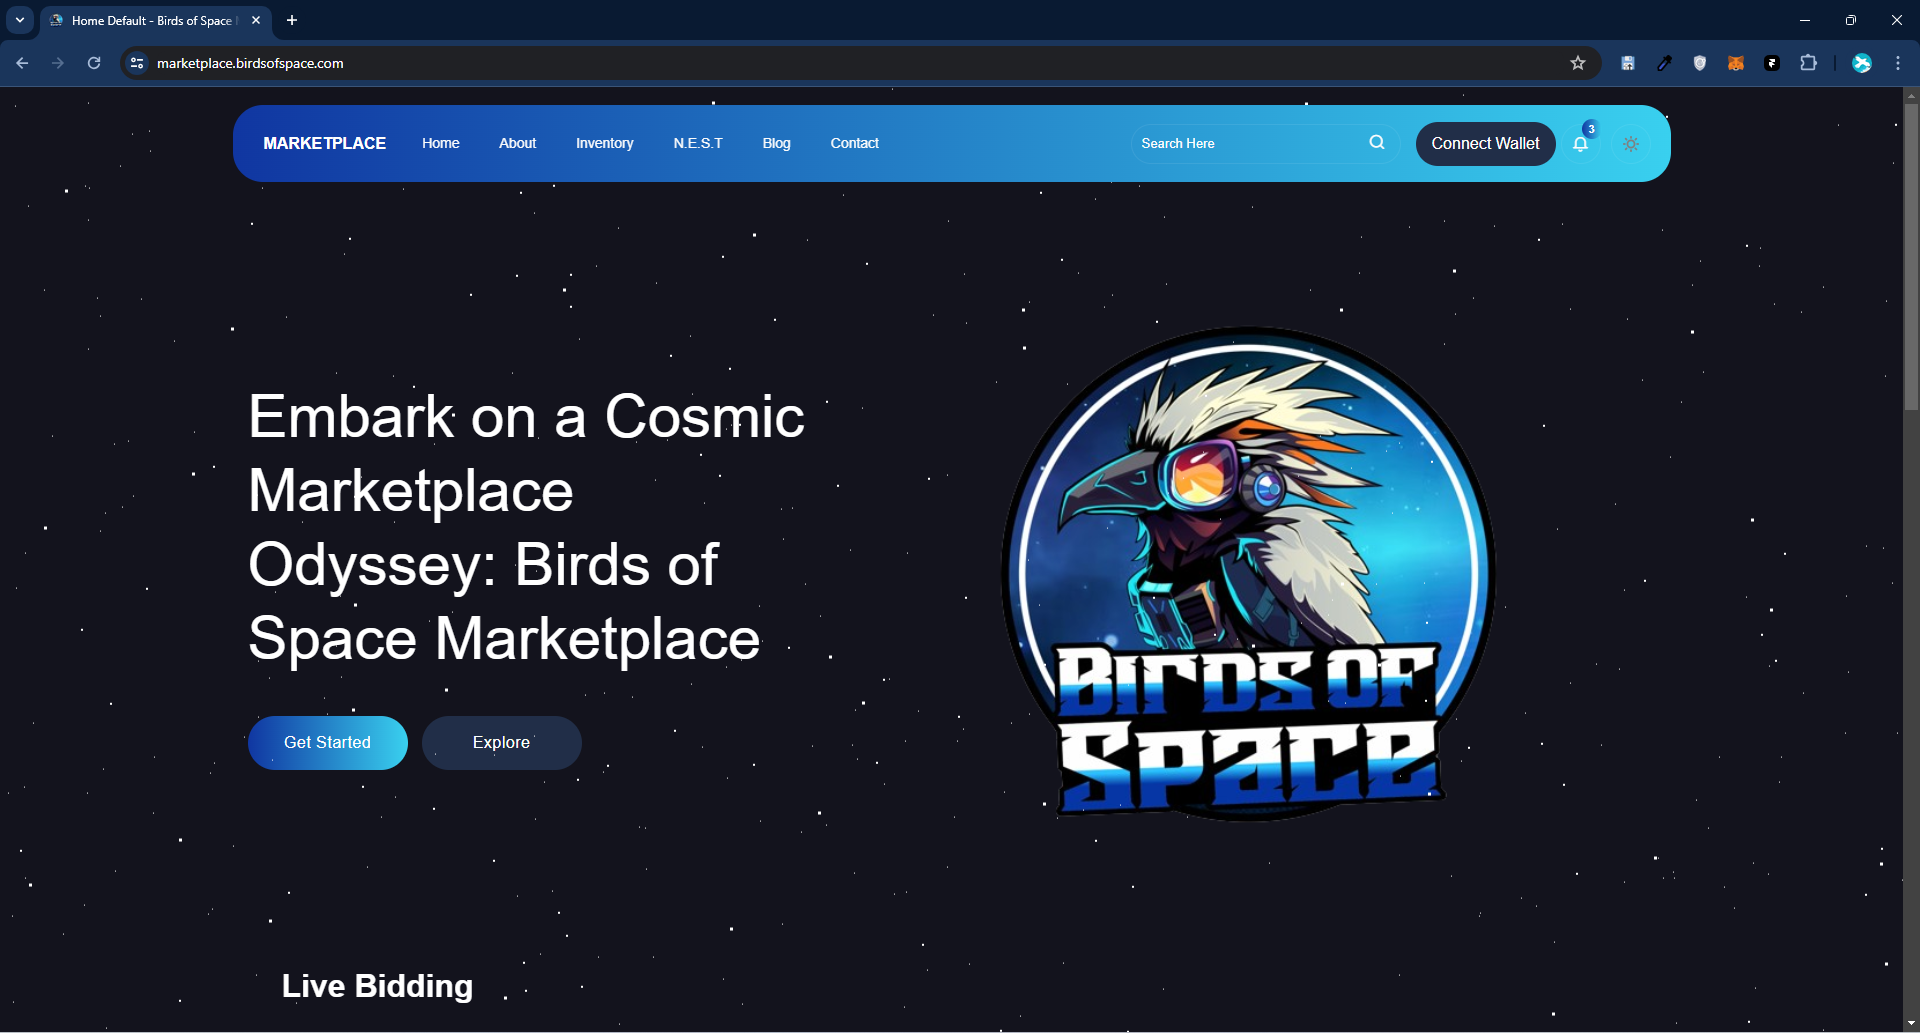 Home Default - Birds of Space
marketplace.birdsofspace.com
MARKETPLACE
Home
About
Inventory
N.E.S.T
Blog
Contact
Search Here
Connect Wallet
3
Embark on a Cosmic
Marketplace
Odyssey: Birds of
Space Marketplace
Get Started
Explore
BIRDS OF
SPACE
Live Bidding